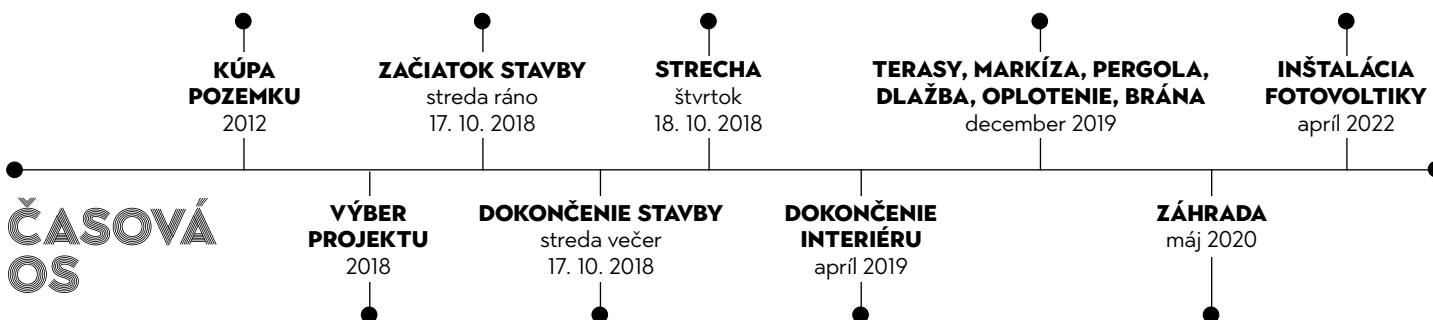 KÚPA
POZEMKU
2012
ZAČIATOK STAVBY
streda ráno
17. 10. 2018
STRECHA
štvrtok
18. 10. 2018
TERASY, MARKÍZA, PERGOLA,
DLAŽBA, OPLOTENIE, BRÁNA
december 2019
INŠTALÁCIA
FOTOVOLTIKY
apríl 2022
ČASOVÁ
OS
VÝBER
PROJEKTU
2018
DOKONČENIE STAVBY
streda večer
17. 10. 2018
DOKONČENIE
INTERIÉRU
apríl 2019
ZÁHRADA
máj 2020